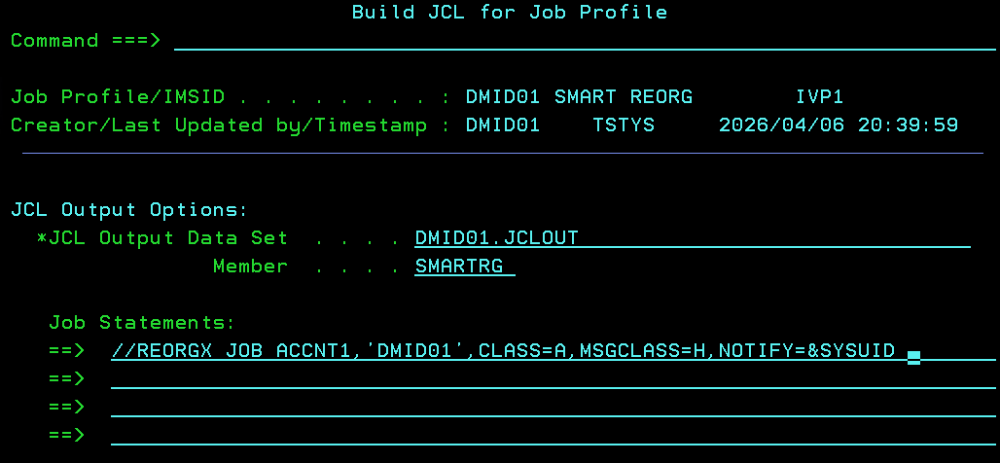 Build JCL for Job Profile
Command ===>
Job Profile/IMSID . . . . . . . . : DMID01 SMART REORG IVP1
Creator/Last Updated by/Timestamp : DMID01 TSTYS 2026/04/06 20:39:59
JCL Output Options:
*JCL Output Data Set . . . . DMID01.JCLOUT
Member . . . . SMARTRG
Job Statements:
==> //REORGX JOB ACCNT1,'DMID01',CLASS=A,MSGCLASS=H,NOTIFY=&SYSUID
==>
==>
==>